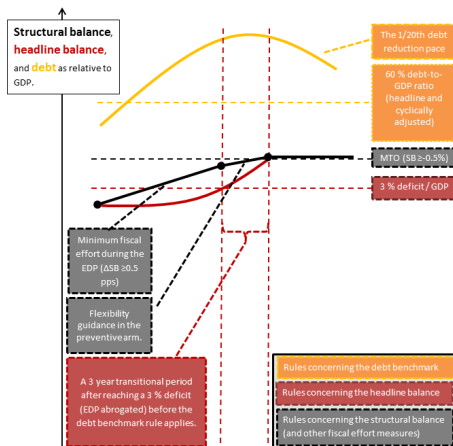 Structural balance,
headline balance,
and debt as relative to
GDP.
The 1/20th debt
reduction pace
60 % debt-to-
GDP ratio
(headline and
cyclically
adjusted)
MTO (SB ≥-0.5%)
3 % deficit / GDP
Minimum fiscal
effort during the
EDP (ΔSB ≥0.5
pps)
Flexibility
guidance in the
preventive arm.
A 3 year transitional period
after reaching a 3 % deficit
(EDP abrogated) before the
debt benchmark rule applies.
Rules concerning the debt benchmark
Rules concerning the headline balance
Rules concerning the structural balance
(and other fiscal effort measures)